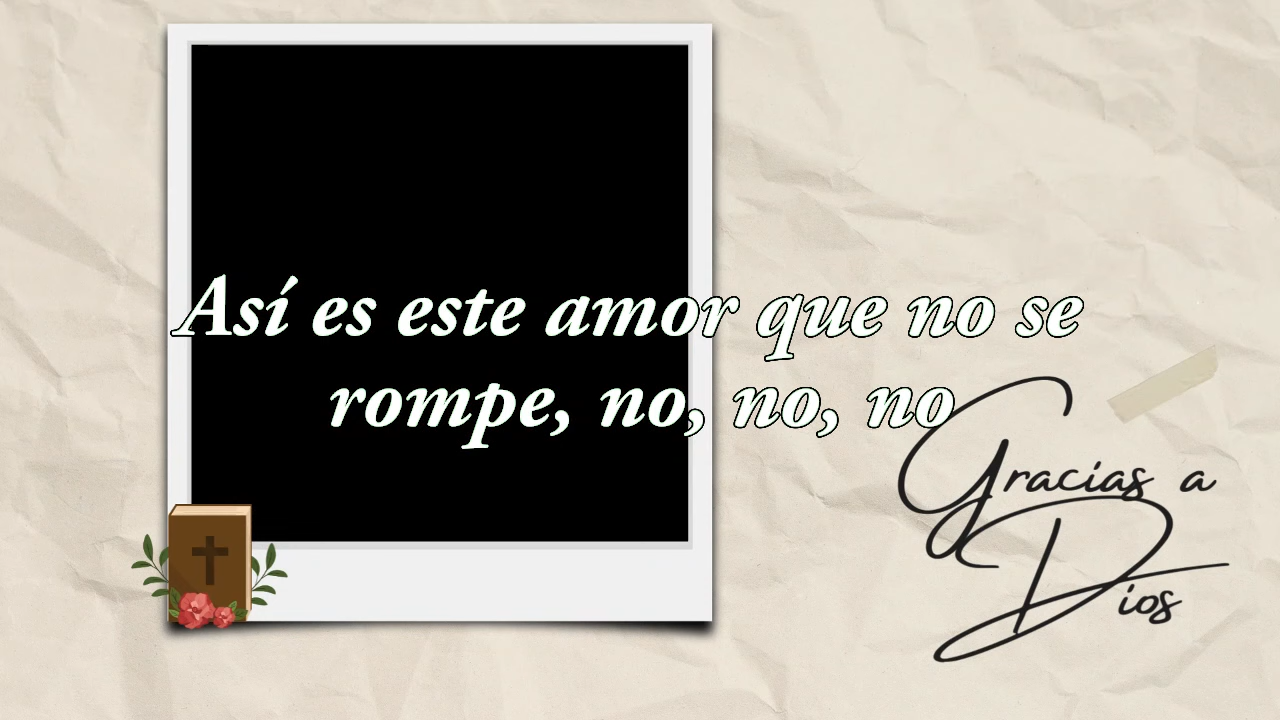 Así es este amor que no se
rompe, no, no, no
Gracias a
Dios